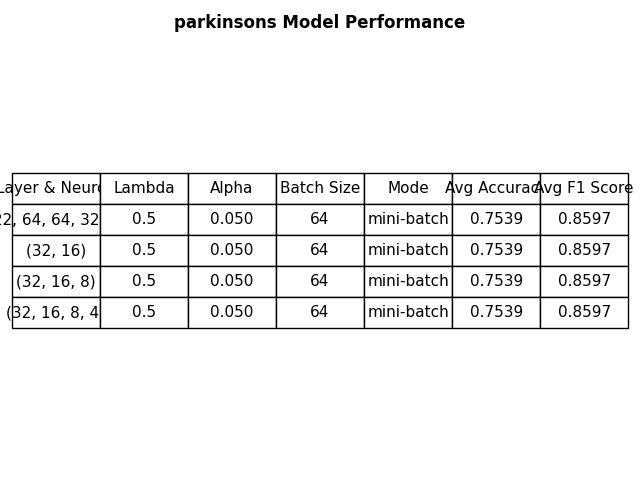 parkinsons Model Performance
Layer & Neuro Lambda Alpha Batch Size Mode Avg Accurac Avg F1 Score
22, 64, 64, 32 0.5 0.050 64 mini-batch 0.7539 0.8597
(32, 16) 0.5 0.050 64 mini-batch 0.7539 0.8597
(32, 16, 8) 0.5 0.050 64 mini-batch 0.7539 0.8597
(32, 16, 8, 4 0.5 0.050 64 mini-batch 0.7539 0.8597